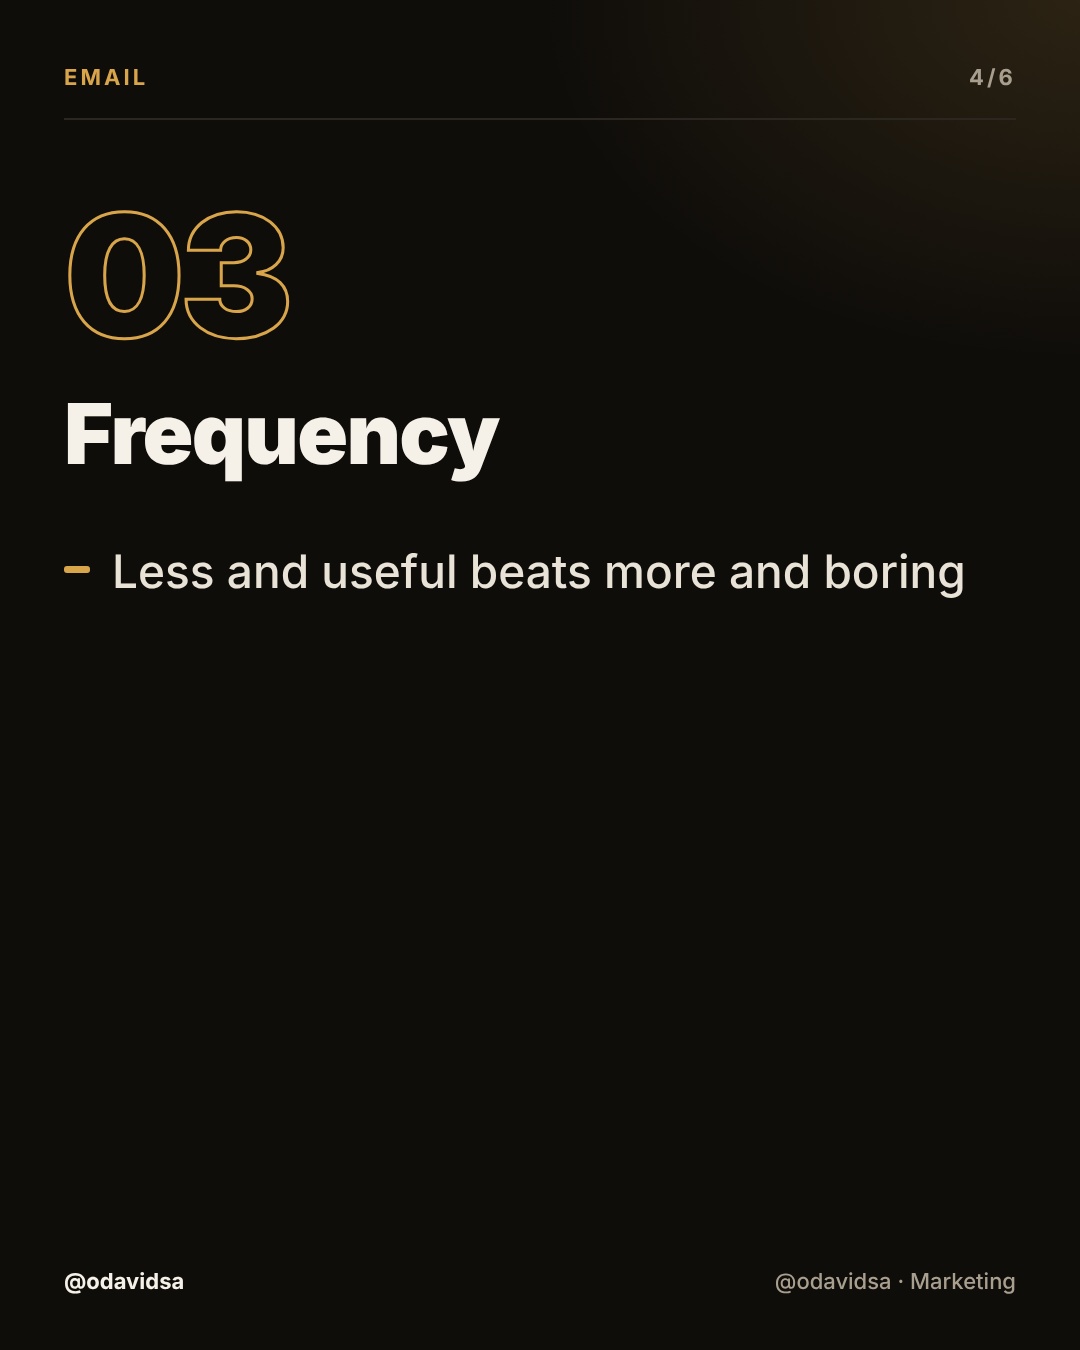 EMAIL
4/6
03
Frequency
Less and useful beats more and boring
@odavidsa
@odavidsa · Marketing